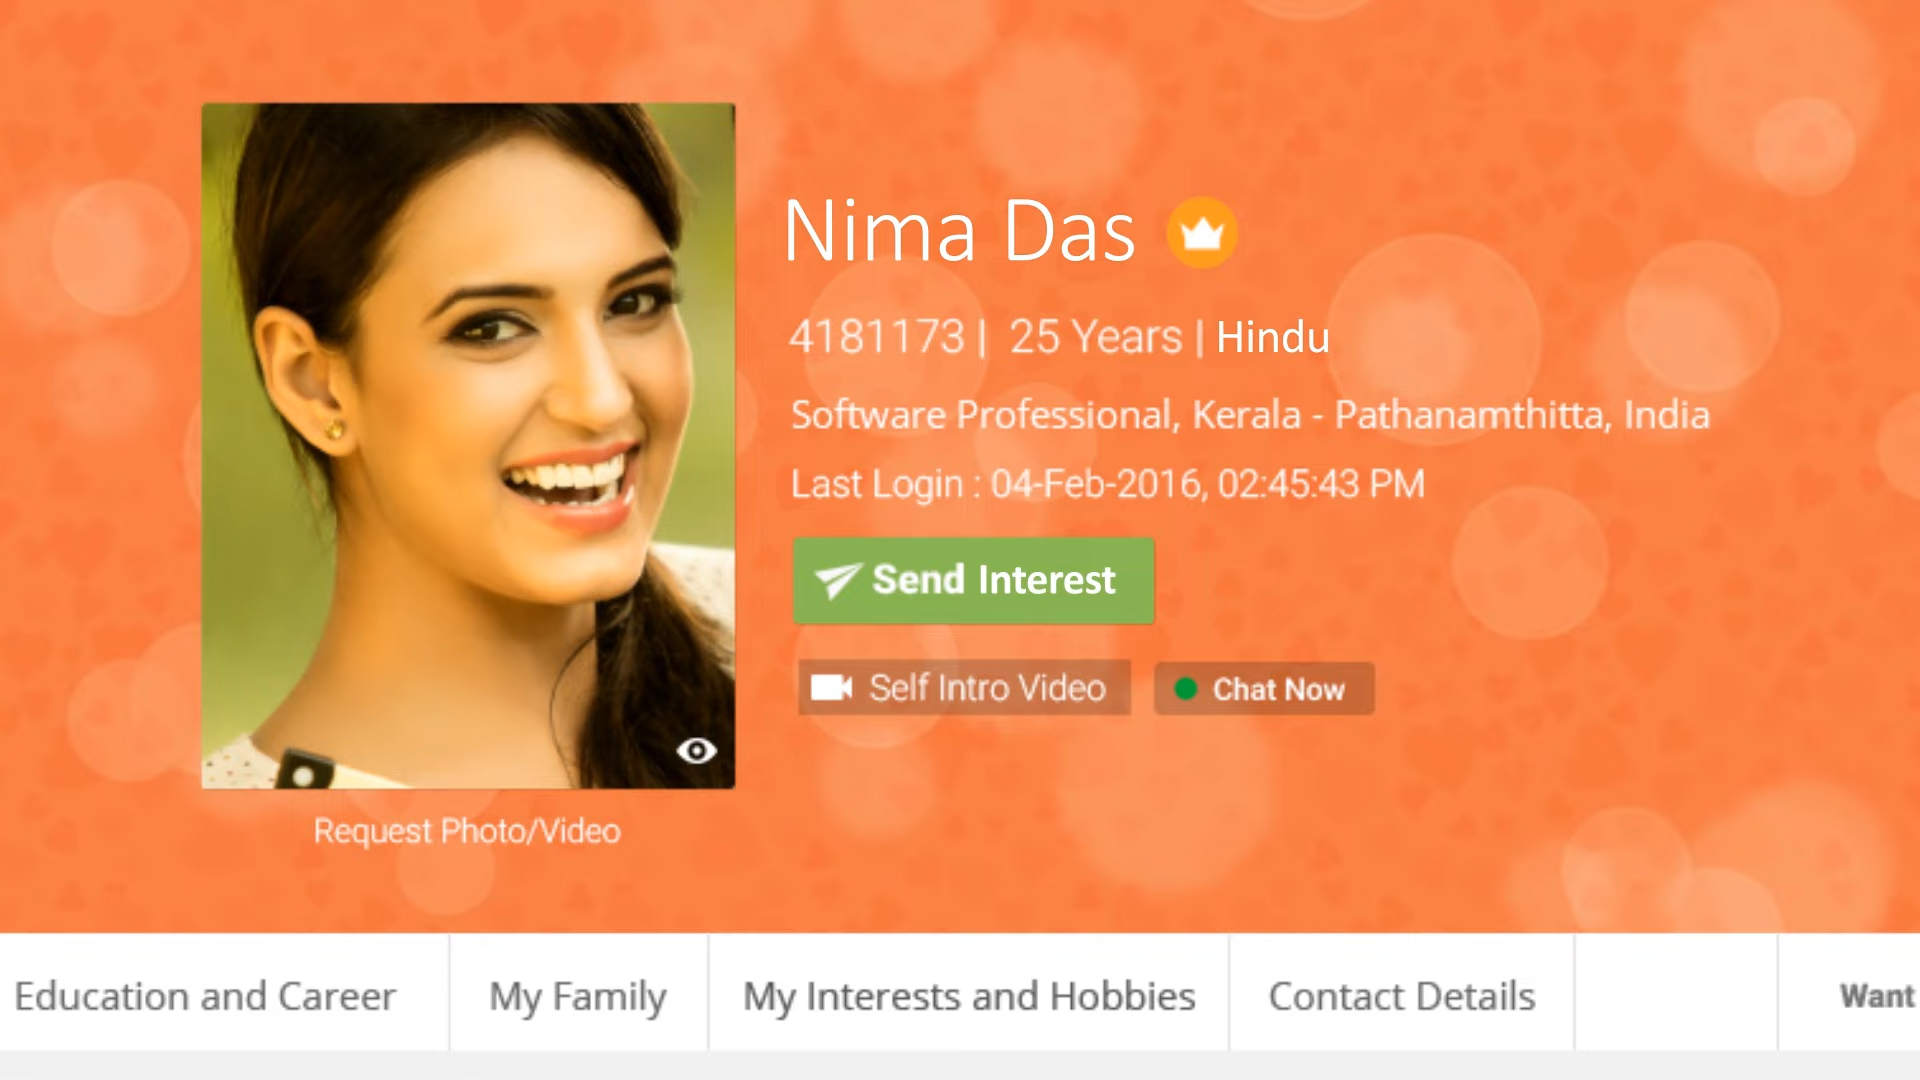 Nima Das
4181173 | 25 Years | Hindu
Software Professional, Kerala - Pathanamthitta, India
Last Login : 04-Feb-2016, 02:45:43 PM
Send Interest
Self Intro Video
Chat Now
Request Photo/Video
Education and Career
My Family
My Interests and Hobbies
Contact Details
Want